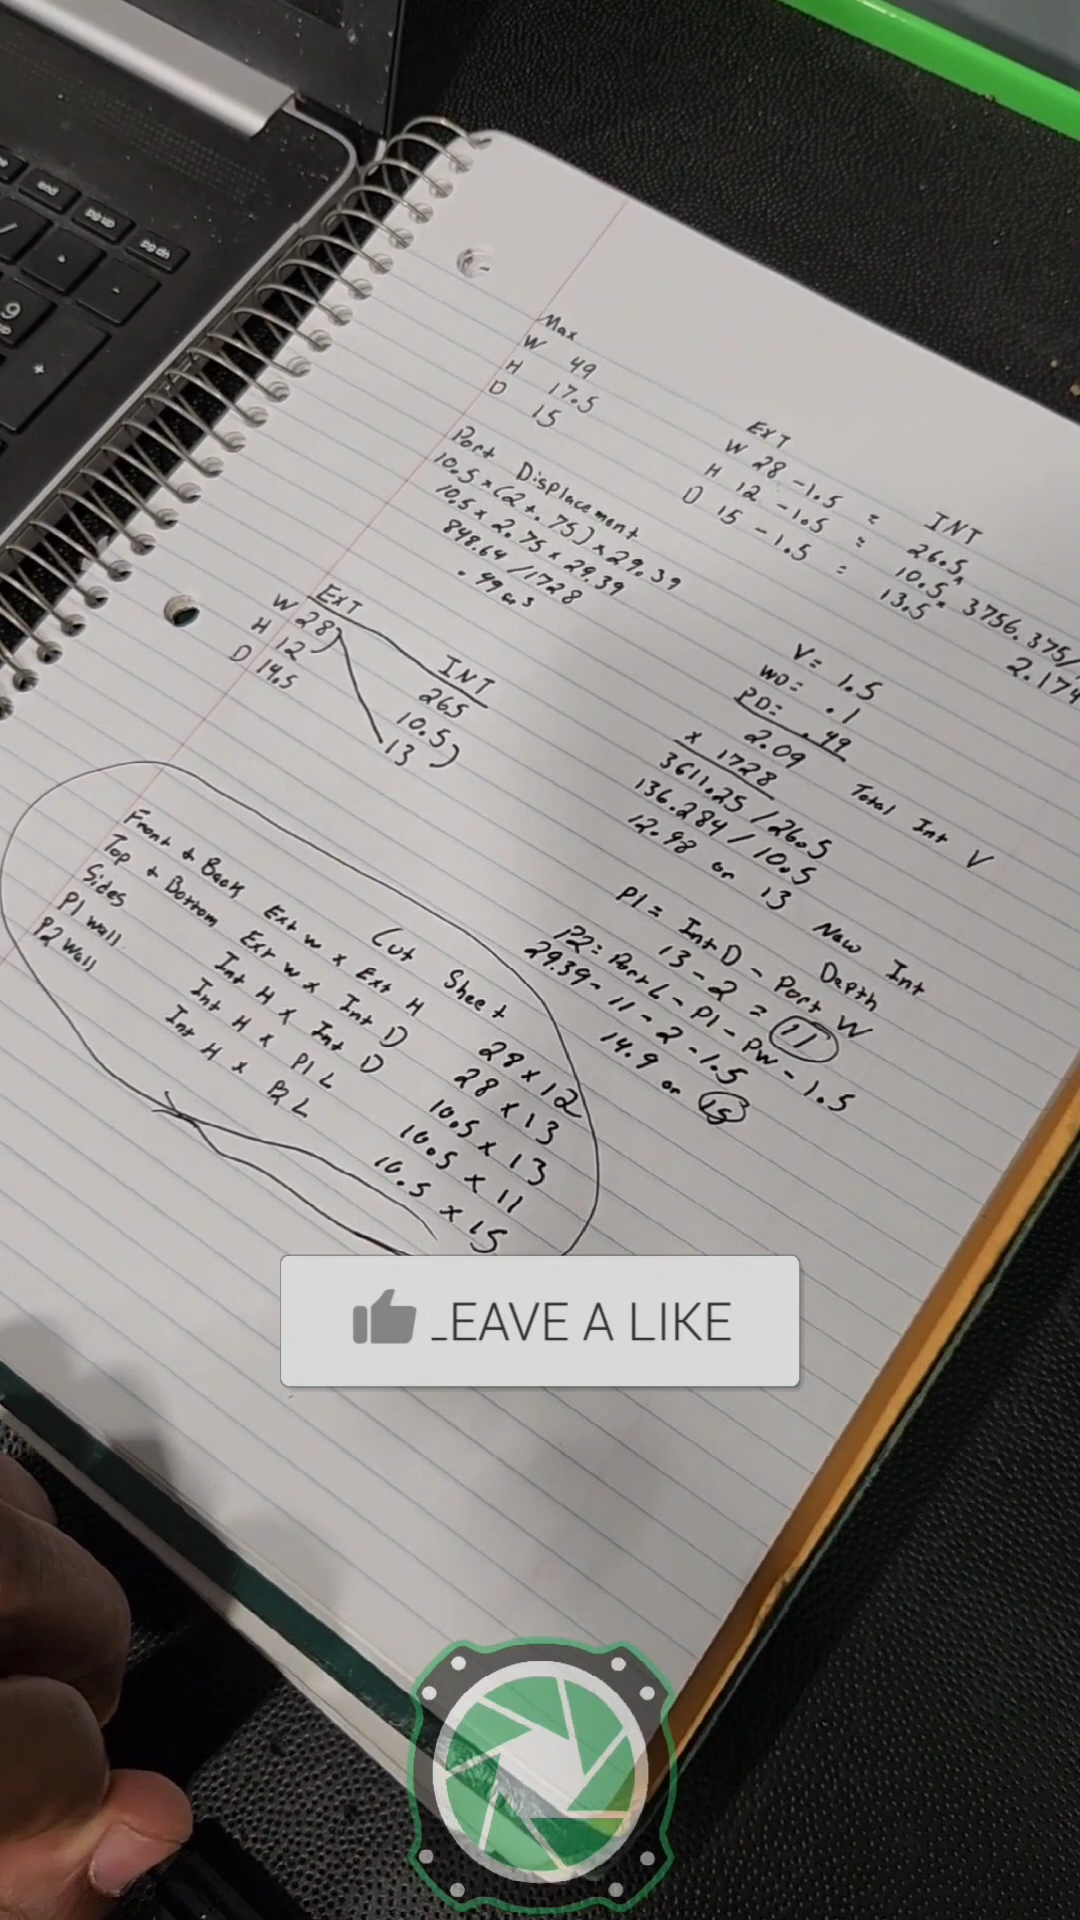 Max
W 49
H 17.5
D 15
EXT
W 28 - 1.5 = INT
H 12 - 1.5 = 26.5 ×
D 15 - 1.5 = 10.5 × 3756.375/
13.5 2.174
Port Displacement
10.5 × (2 + .75) × 29.39
10.5 × 2.75 × 29.39
848.64 / 1728
.49
EXT
W 28
H 12
D 14.5
INT
265
10.5
13
V = 1.5
WD = .1
PD = .49
2.09 Total Int V
× 1728
3611.25 / 26.5
136.284 / 10.5
12.98 or 13 New Int Depth
P1 = Int D - Port W
13 - 2 = 11
P2 = Port L - P1 - PW - 1.5
29.39 - 11 - 2 - 1.5
14.9 or 15
Cut Sheet
Front + Back Ext W × Ext H 28 × 12
Top + Bottom Ext W × Int D 28 × 13
Sides Int H × Int D 10.5 × 13
P1 Wall Int H × P1 L 10.5 × 11
P2 Wall Int H × P2 L 10.5 × 15
LEAVE A LIKE
end
pg up
pg dn
9
+